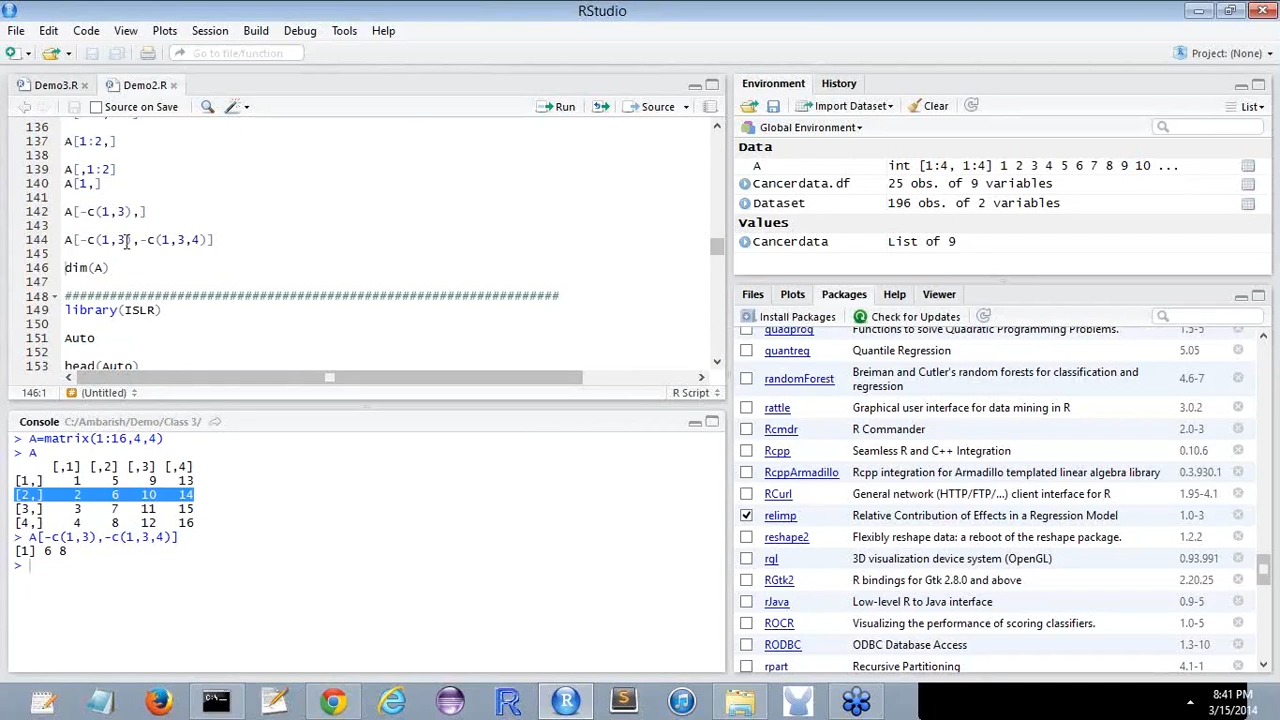 RStudio
File Edit Code View Plots Session Build Debug Tools Help
Go to file/function
Project: (None)
Demo3.R
Demo2.R
Source on Save
Run
Source
136
137 A[1:2,]
138
139 A[,1:2]
140 A[1,]
141
142 A[-c(1,3),]
143
144 A[-c(1,3),-c(1,3,4)]
145
146 dim(A)
147
148 ##################################################################
149 library(ISLR)
150
151 Auto
152
153 head(Auto)
146:1
(Untitled)
R Script
Console C:/Ambarish/Demo/Class 3/
> A=matrix(1:16,4,4)
> A
[,1] [,2] [,3] [,4]
[1,] 1 5 9 13
[2,] 2 6 10 14
[3,] 3 7 11 15
[4,] 4 8 12 16
> A[-c(1,3),-c(1,3,4)]
[1] 6 8
>
Environment History
Import Dataset
Clear
List
Global Environment
Data
A int [1:4, 1:4] 1 2 3 4 5 6 7 8 9 10 ...
Cancerdata.df 25 obs. of 9 variables
Dataset 196 obs. of 2 variables
Values
Cancerdata List of 9
Files Plots Packages Help Viewer
Install Packages
Check for Updates
quadprog Functions to solve Quadratic Programming Problems. 1.5-5
quantreg Quantile Regression 5.05
randomForest Breiman and Cutler's random forests for classification and regression 4.6-7
rattle Graphical user interface for data mining in R 3.0.2
Rcmdr R Commander 2.0-3
Rcpp Seamless R and C++ Integration 0.10.6
RcppArmadillo Rcpp integration for Armadillo templated linear algebra library 0.3.930.1
RCurl General network (HTTP/FTP/...) client interface for R 1.95-4.1
relimp Relative Contribution of Effects in a Regression Model 1.0-3
reshape2 Flexibly reshape data: a reboot of the reshape package. 1.2.2
rgl 3D visualization device system (OpenGL) 0.93.991
RGtk2 R bindings for Gtk 2.8.0 and above 2.20.25
rJava Low-level R to Java interface 0.9-5
ROCR Visualizing the performance of scoring classifiers. 1.0-5
RODBC ODBC Database Access 1.3-10
rpart Recursive Partitioning 4.1-1
8:41 PM
3/15/2014